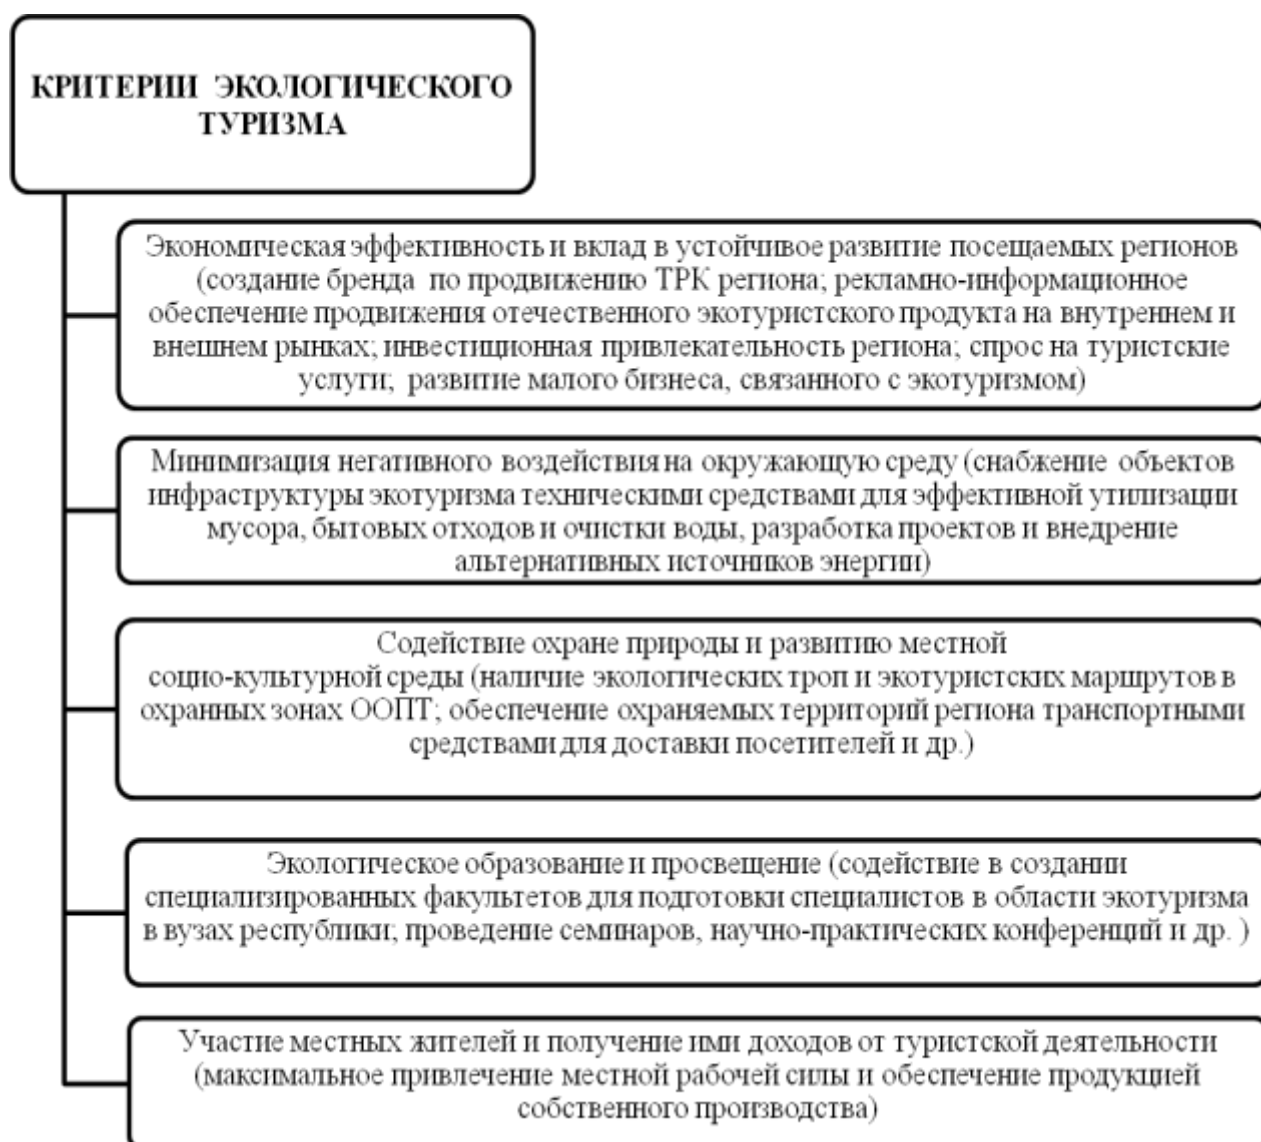 КРИТЕРИИ ЭКОЛОГИЧЕСКОГО
ТУРИЗМА
Экономическая эффективность и вклад в устойчивое развитие посещаемых регионов
(создание бренда по продвижению ТРК региона; рекламно-информационное
обеспечение продвижения отечественного экотуристского продукта на внутреннем и
внешнем рынках; инвестиционная привлекательность региона; спрос на туристские
услуги; развитие малого бизнеса, связанного с экотуризмом)
Минимизация негативного воздействия на окружающую среду (снабжение объектов
инфраструктуры экотуризма техническими средствами для эффективной утилизации
мусора, бытовых отходов и очистки воды, разработка проектов и внедрение
альтернативных источников энергии)
Содействие охране природы и развитию местной
социо-культурной среды (наличие экологических троп и экотуристских маршрутов в
охранных зонах ООПТ; обеспечение охраняемых территорий региона транспортными
средствами для доставки посетителей и др.)
Экологическое образование и просвещение (содействие в создании
специализированных факультетов для подготовки специалистов в области экотуризма
в вузах республики; проведение семинаров, научно-практических конференций и др. )
Участие местных жителей и получение ими доходов от туристской деятельности
(максимальное привлечение местной рабочей силы и обеспечение продукцией
собственного производства)